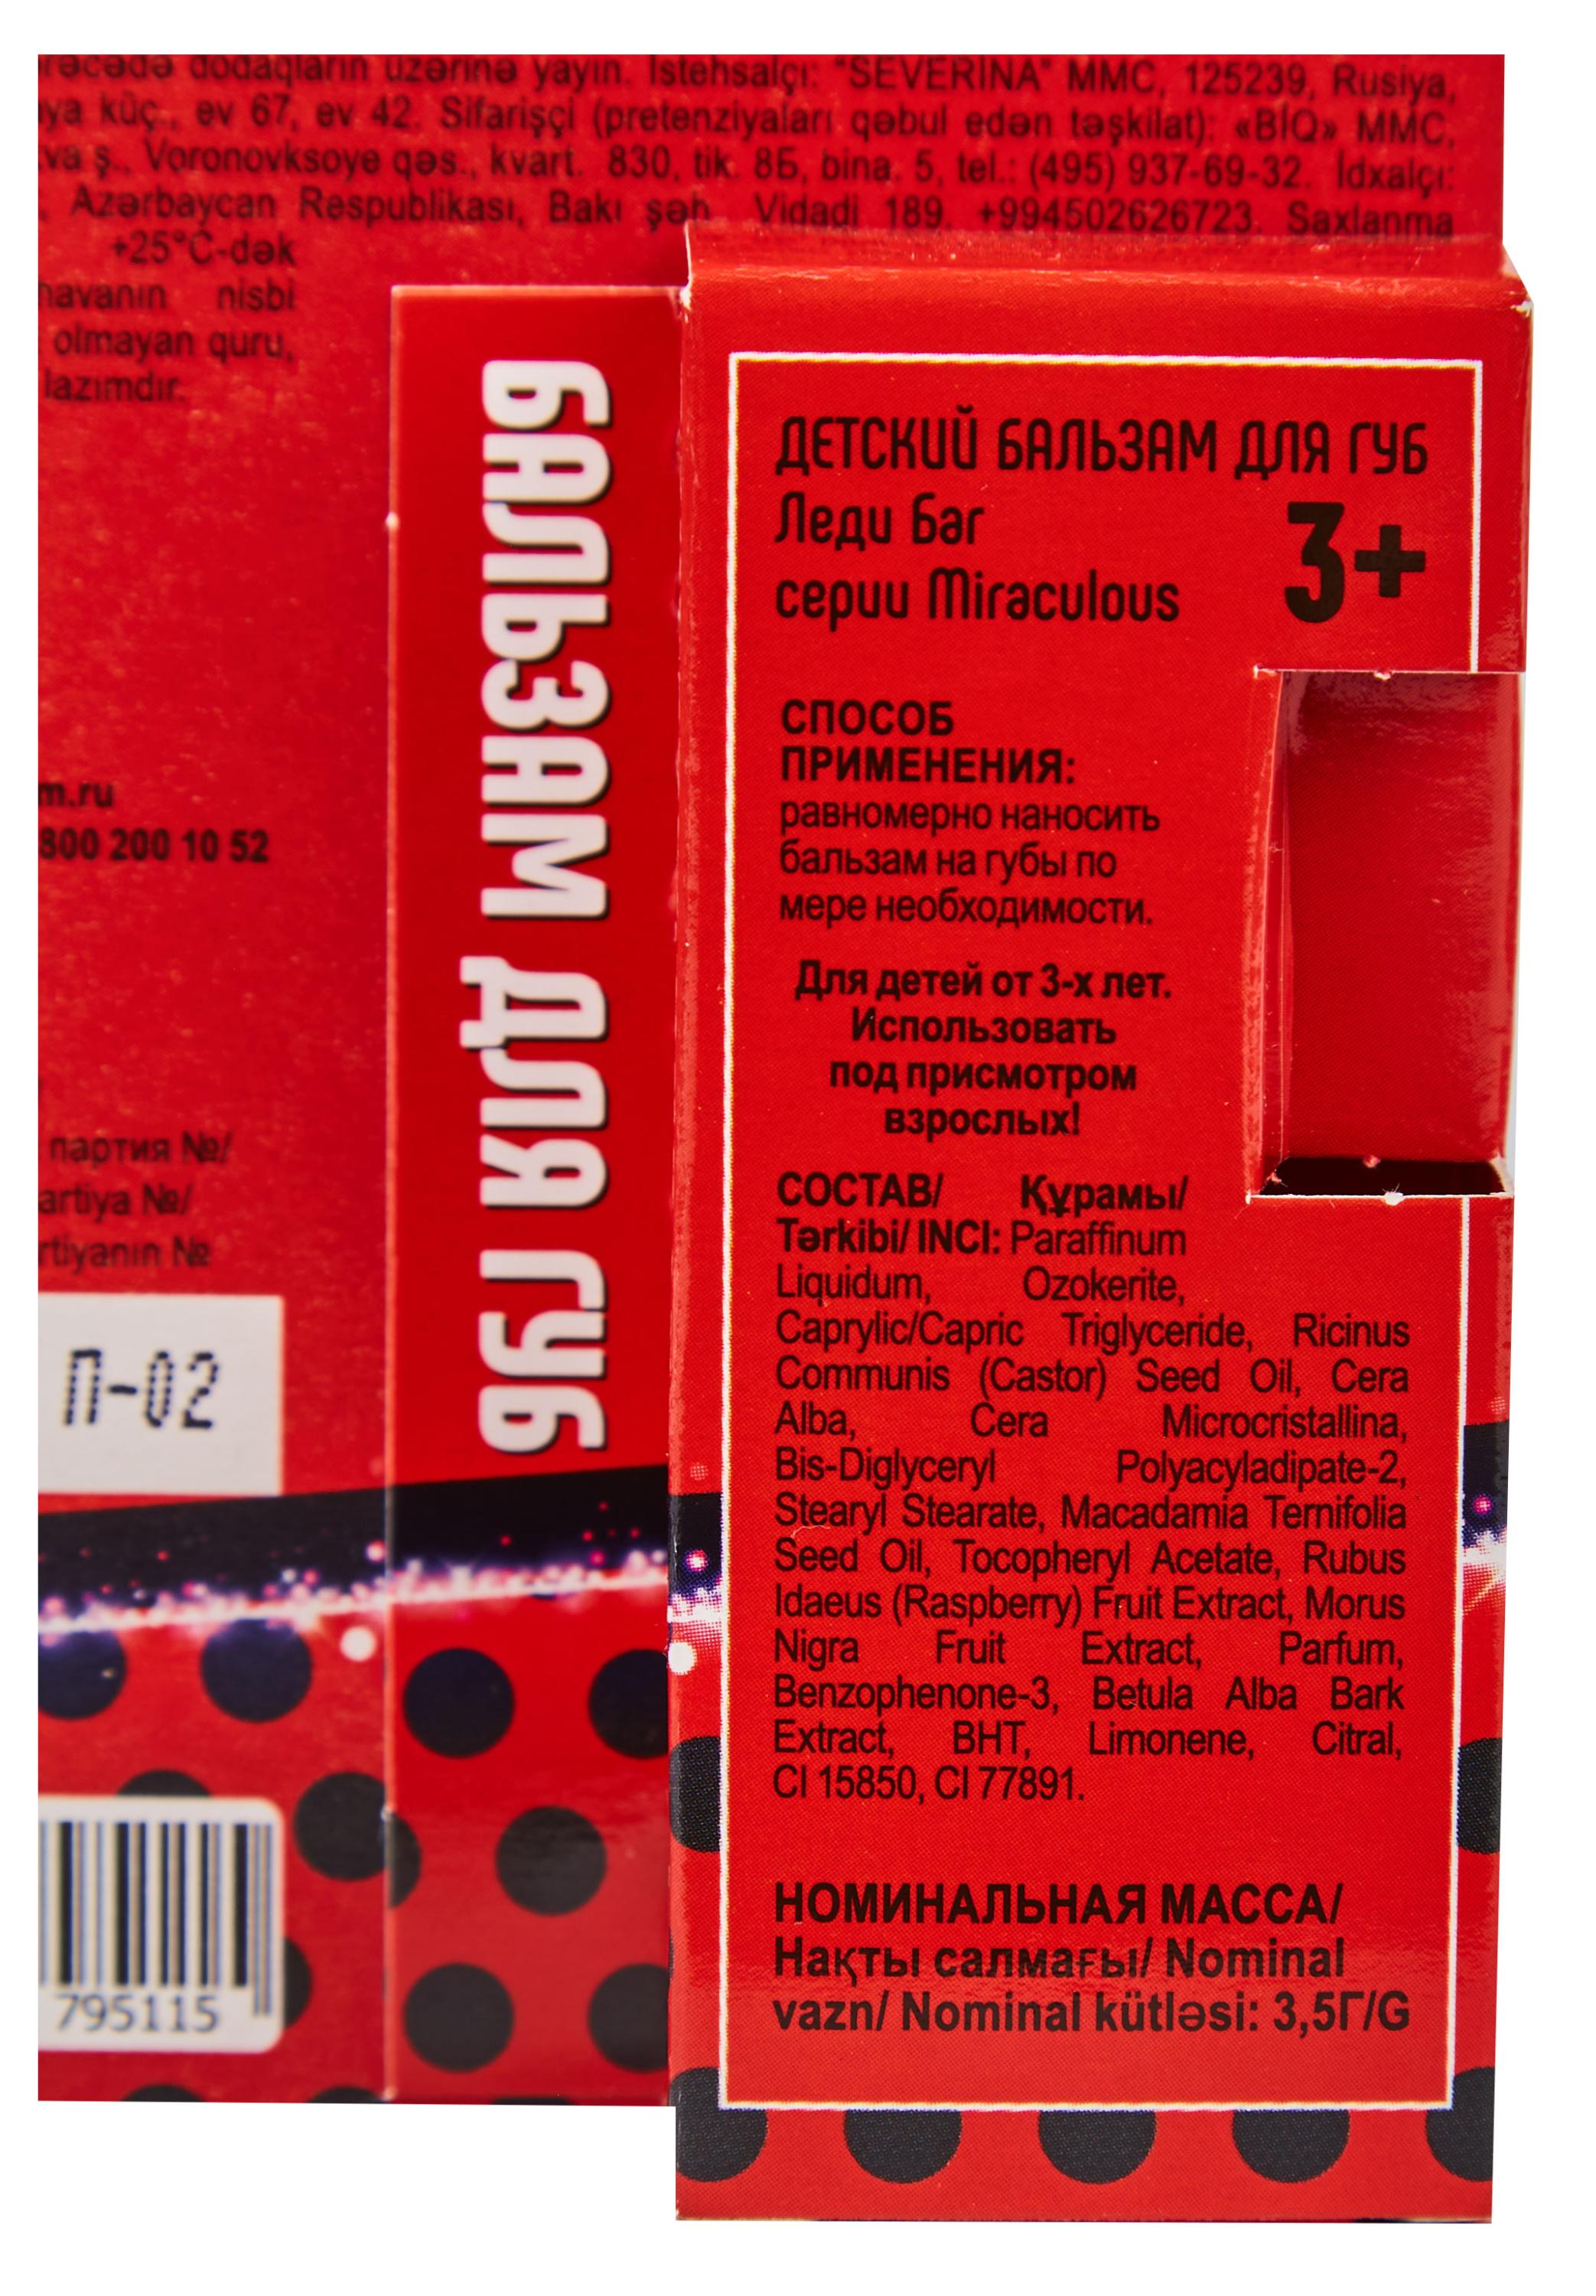 dodaqların üzərinə yayın. İstehsalçı: "SEVERİNA" MMC, 125239, Rusiya,
küç., ev 67, ev 42. Sifarişçi (pretenziyaları qəbul edən təşkilat): «BİQ» MMC,
ş., Voronovksoye qəs., kvart. 830, tik. 8Б, bina. 5, tel.: (495) 937-69-32. İdxalçı:
Azərbaycan Respublikası, Bakı şəh. Vidadi 189. +994502626723. Saxlanma
+25°C-dək
havanın nisbi
olmayan quru,
lazımdır.
m.ru
800 200 10 52
партия №/
artiya №/
rtiyanın №
П-02
795115
БАЛЬЗАМ ДЛЯ ГУБ
ДЕТСКИЙ БАЛЬЗАМ ДЛЯ ГУБ
Леди Баг
серии Miraculous
3+
СПОСОБ
ПРИМЕНЕНИЯ:
равномерно наносить
бальзам на губы по
мере необходимости.
Для детей от 3-х лет.
Использовать
под присмотром
взрослых!
СОСТАВ/ Құрамы/
Tərkibi/ INCI: Paraffinum
Liquidum, Ozokerite,
Caprylic/Capric Triglyceride, Ricinus
Communis (Castor) Seed Oil, Cera
Alba, Cera Microcristallina,
Bis-Diglyceryl Polyacyladipate-2,
Stearyl Stearate, Macadamia Ternifolia
Seed Oil, Tocopheryl Acetate, Rubus
Idaeus (Raspberry) Fruit Extract, Morus
Nigra Fruit Extract, Parfum,
Benzophenone-3, Betula Alba Bark
Extract, BHT, Limonene, Citral,
CI 15850, CI 77891.
НОМИНАЛЬНАЯ МАССА/
Нақты салмағы/ Nominal
vazn/ Nominal kütləsi: 3,5Г/G